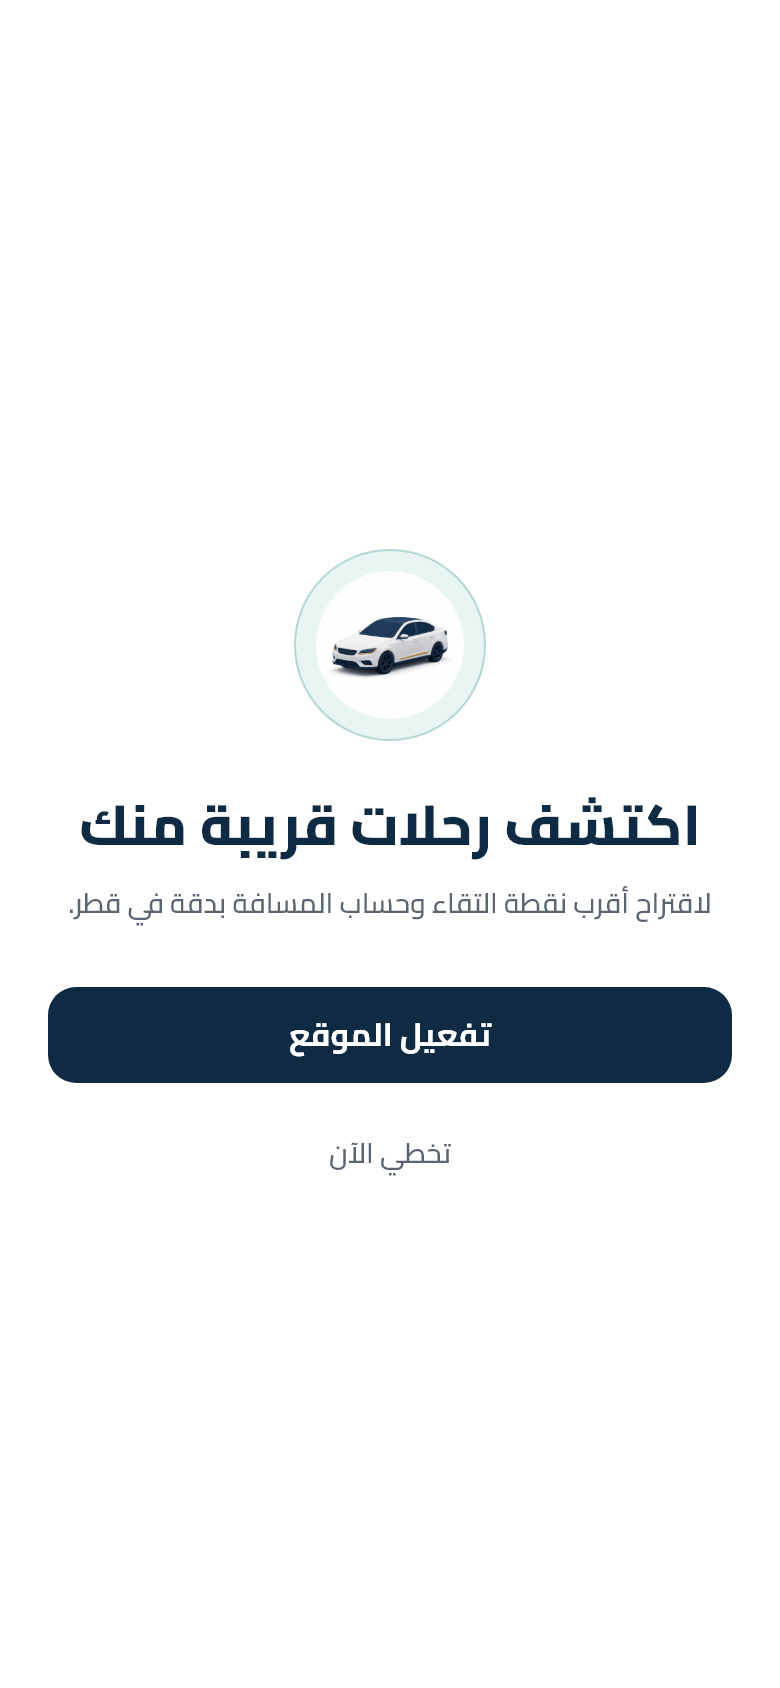 اكتشف رحلات قريبة منك
لاقتراح أقرب نقطة التقاء وحساب المسافة بدقة في قطر.
تفعيل الموقع
تخطي الآن